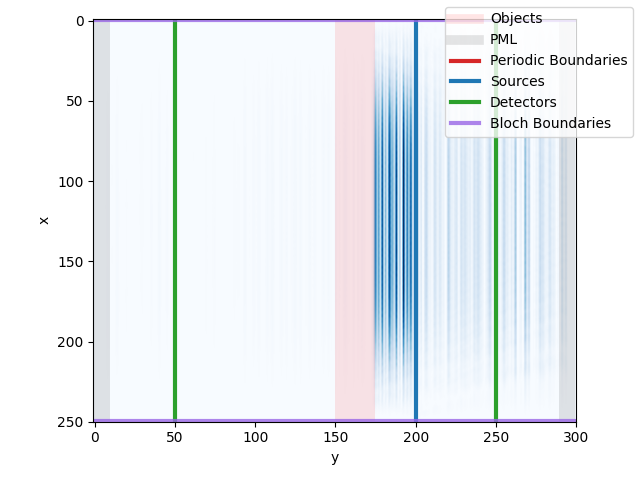 Objects
PML
Periodic Boundaries
Sources
Detectors
Bloch Boundaries
0
50
100
150
200
250
x
0
50
100
150
200
250
300
y